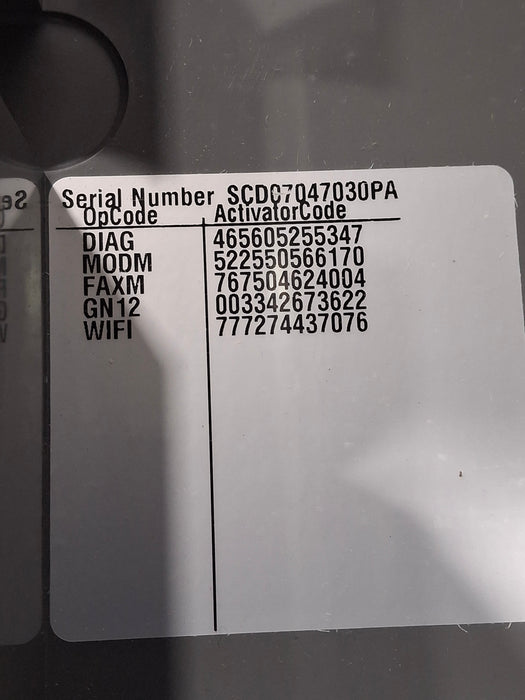 Serial Number SCD07047030PA
OpCode ActivatorCode
DIAG 465605255347
MODM 522550566170
FAXM 767504624004
GN12 003342673622
WIFI 777274437076